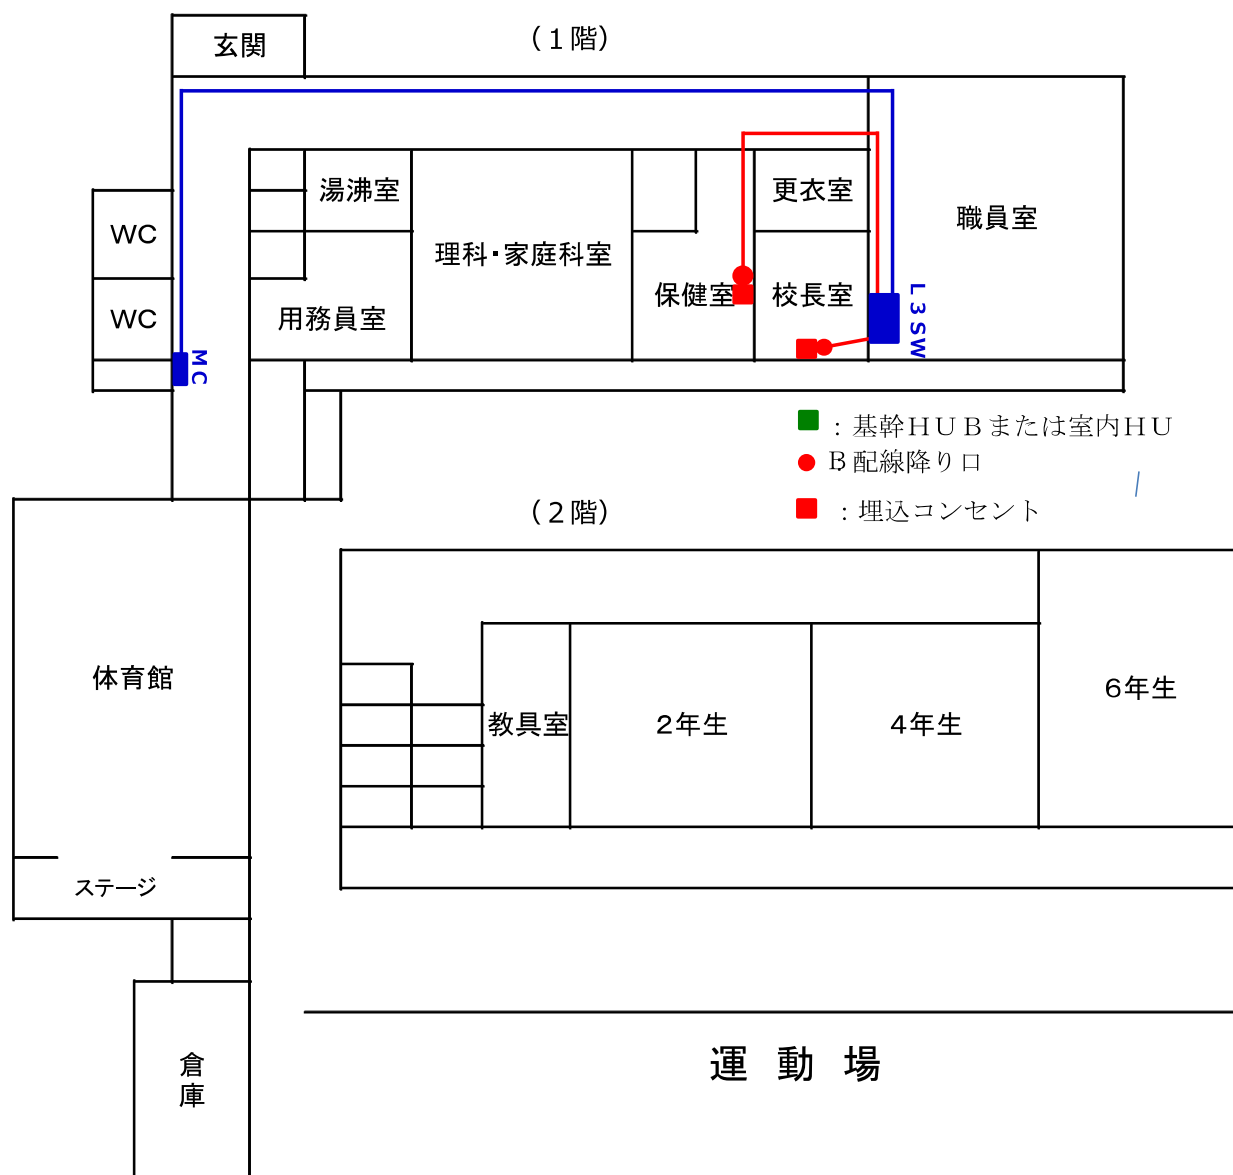 玄関
（１階）
湯沸室
更衣室
職員室
WC
理科・家庭科室
保健室
校長室
WC
用務員室
L3SW
MC
：基幹ＨＵＢまたは室内ＨＵ
Ｂ配線降り口
：埋込コンセント
（２階）
体育館
教具室
2年生
4年生
6年生
ステージ
運動場
倉庫